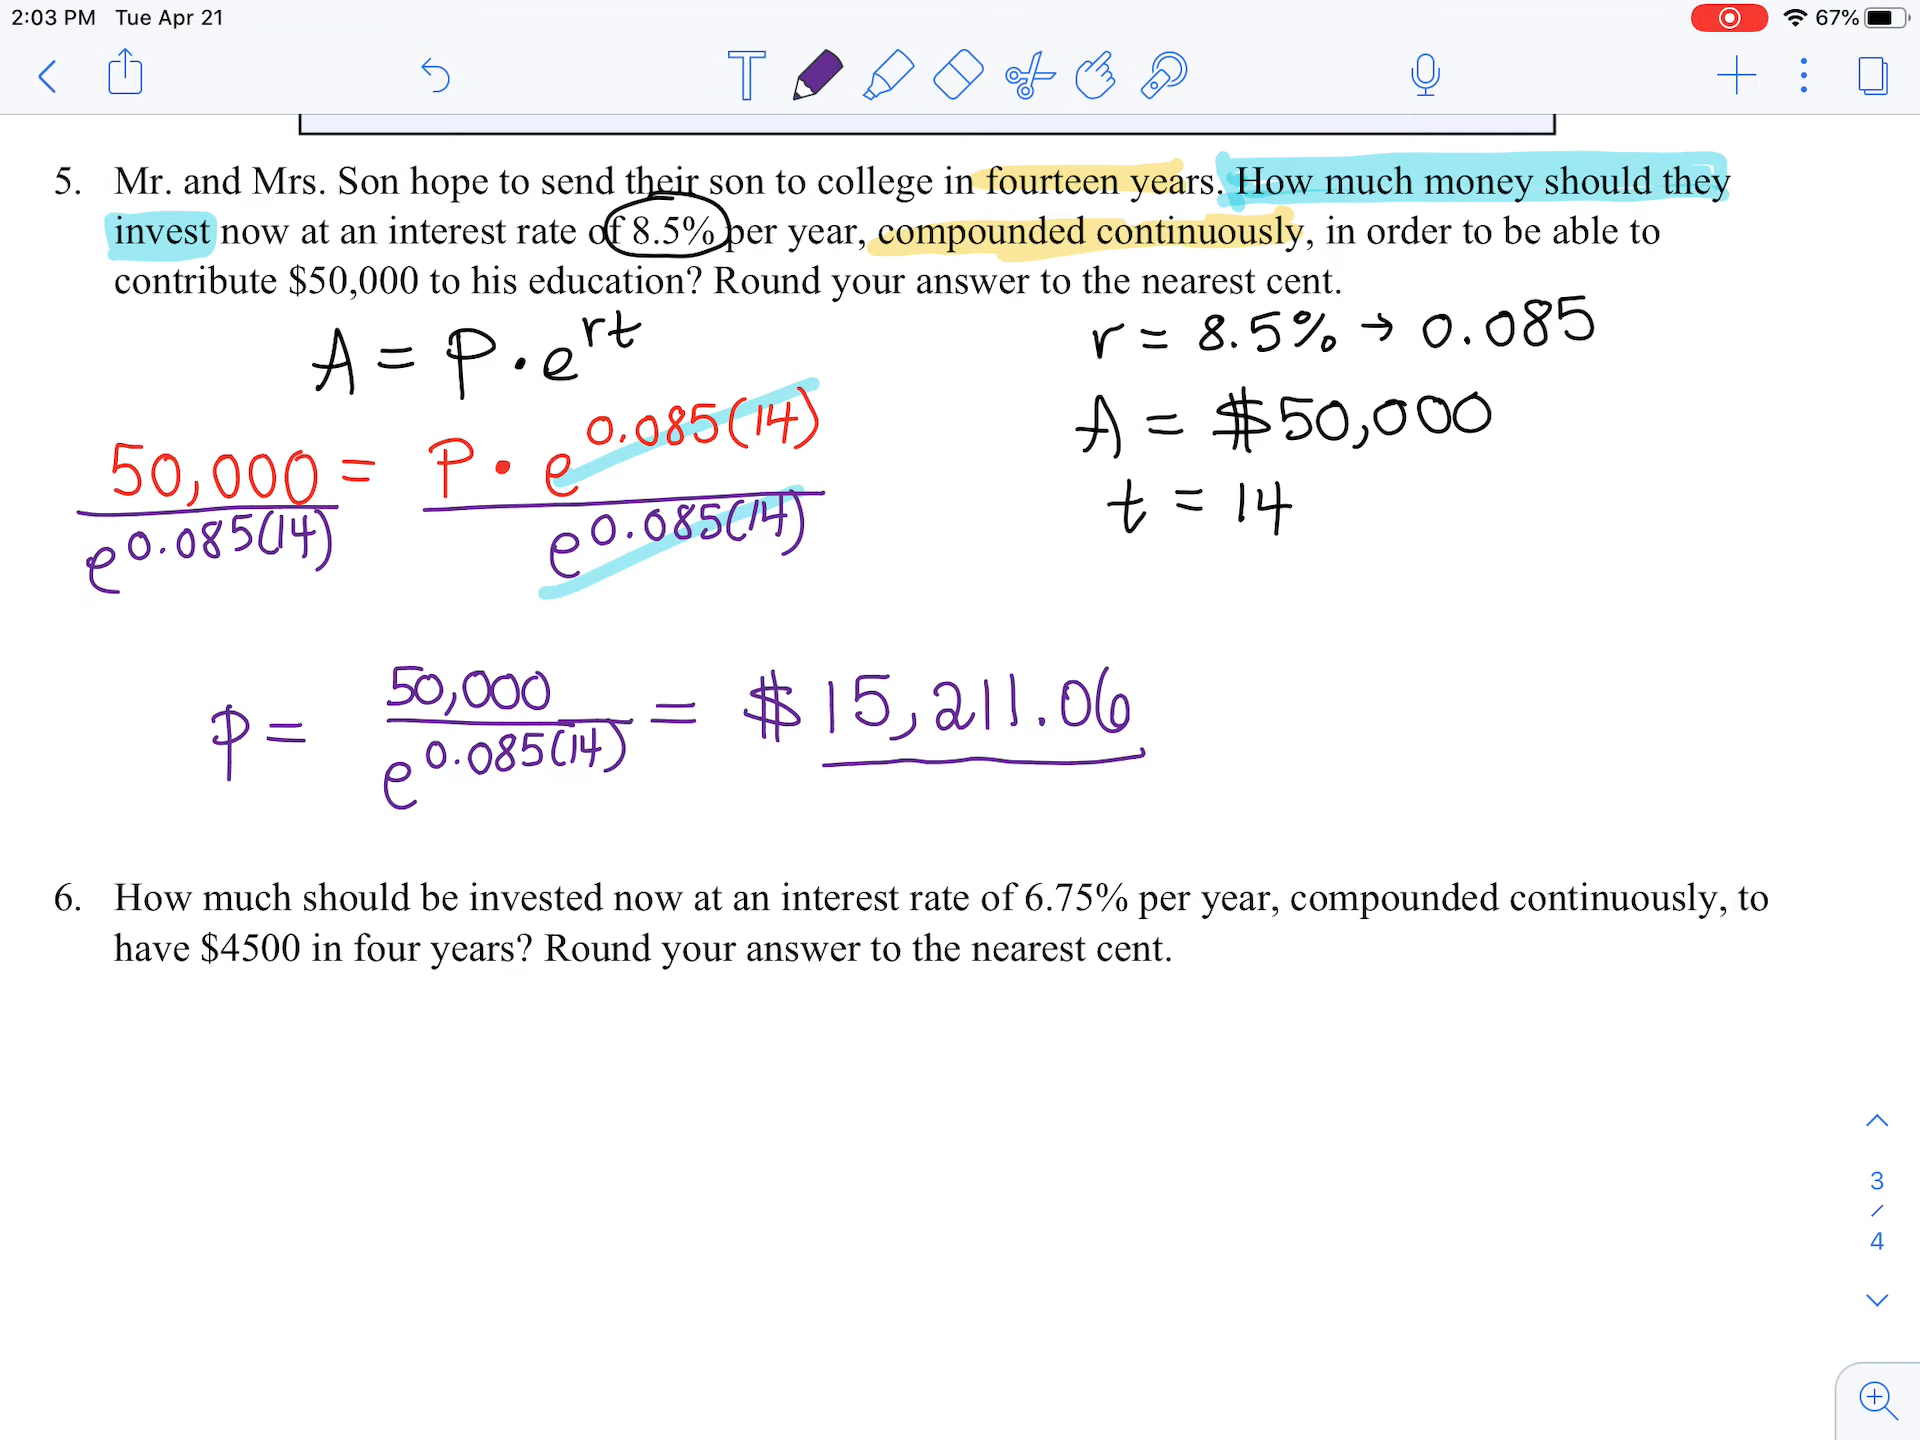 2:03 PM Tue Apr 21
67%
T
5. Mr. and Mrs. Son hope to send their son to college in fourteen years. How much money should they
invest now at an interest rate of 8.5% per year, compounded continuously, in order to be able to
contribute $50,000 to his education? Round your answer to the nearest cent.
A = P · e^rt
r = 8.5% → 0.085
A = $50,000
t = 14
50,000 = P · e^0.085(14)
e^0.085(14) e^0.085(14)
P = 50,000 / e^0.085(14) = $15,211.06
6. How much should be invested now at an interest rate of 6.75% per year, compounded continuously, to
have $4500 in four years? Round your answer to the nearest cent.
3
/
4